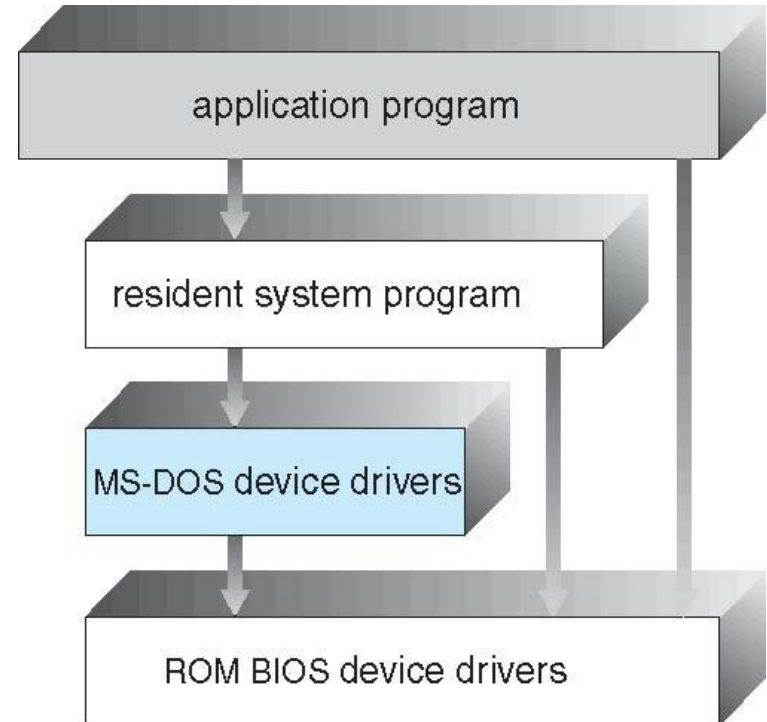 application program
resident system program
MS-DOS device drivers
ROM BIOS device drivers